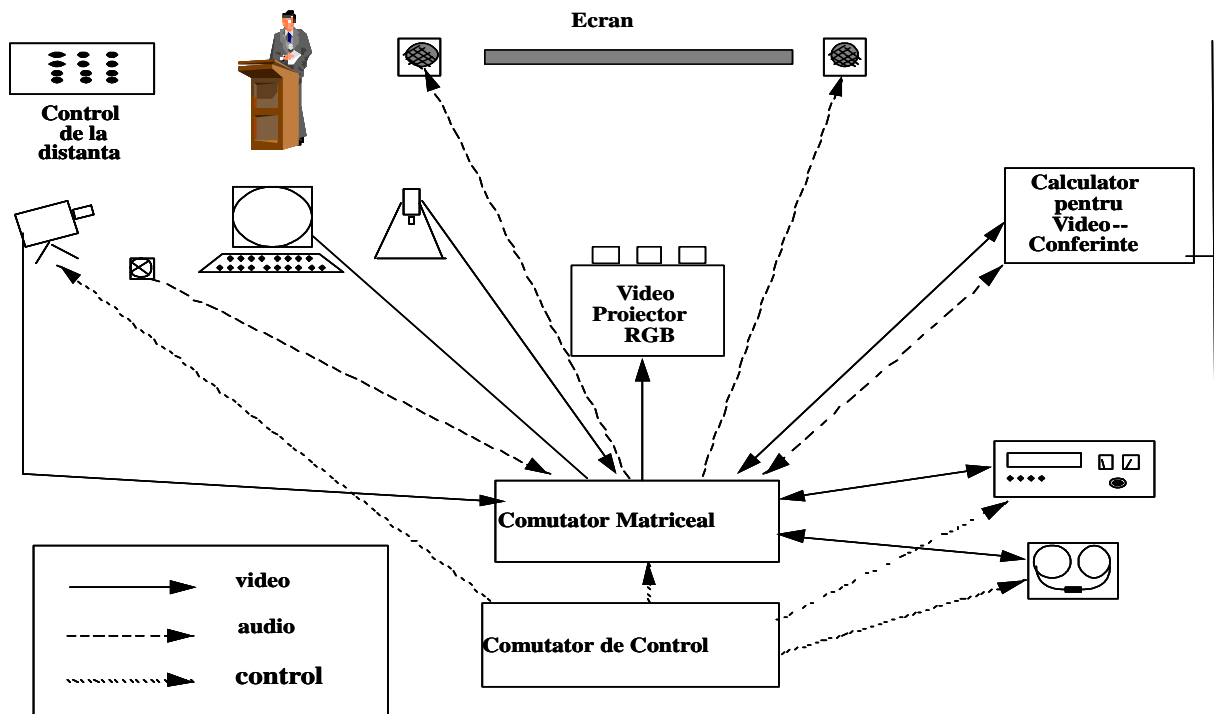 Ecran
Control
de la
distanta
Calculator
pentru
Video--
Conferinte
Video
Proiector
RGB
Comutator Matriceal
Comutator de Control
video
audio
control